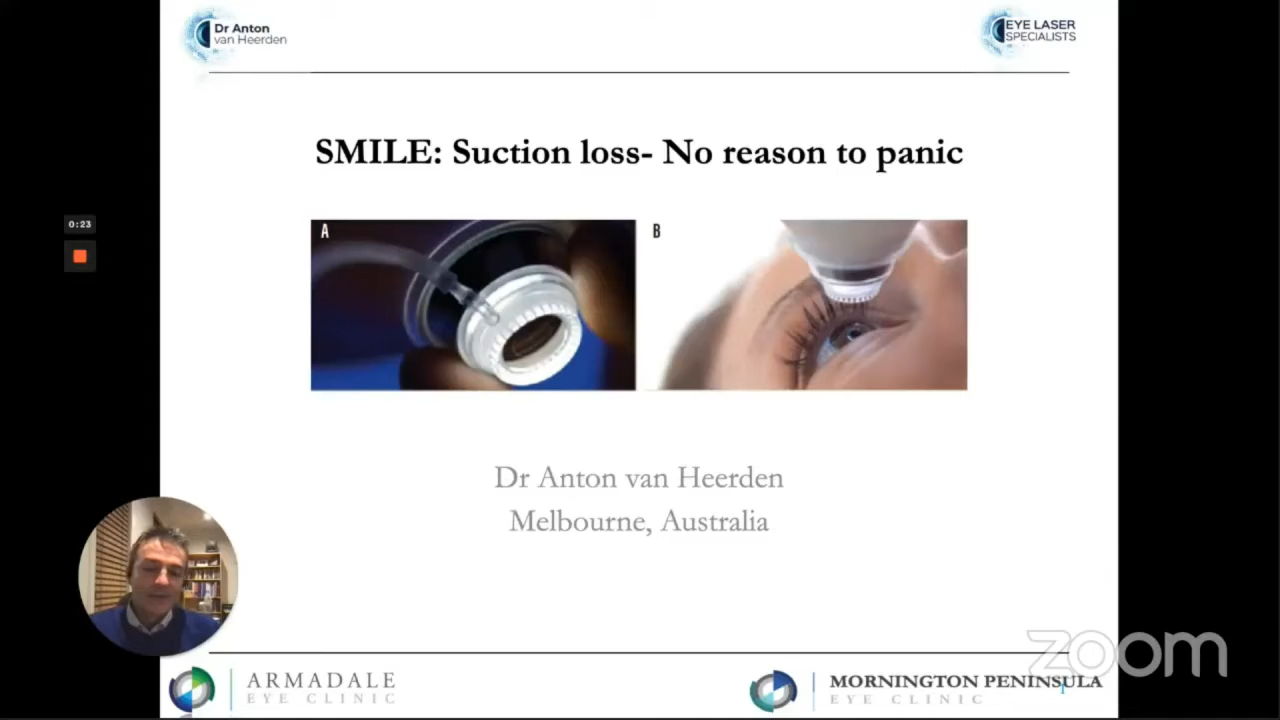 Dr Anton
van Heerden
EYE LASER
SPECIALISTS
SMILE: Suction loss- No reason to panic
A
B
0:23
Dr Anton van Heerden
Melbourne, Australia
zoom
ARMADALE
EYE CLINIC
MORNINGTON PENINSULA
EYE CLINIC
1